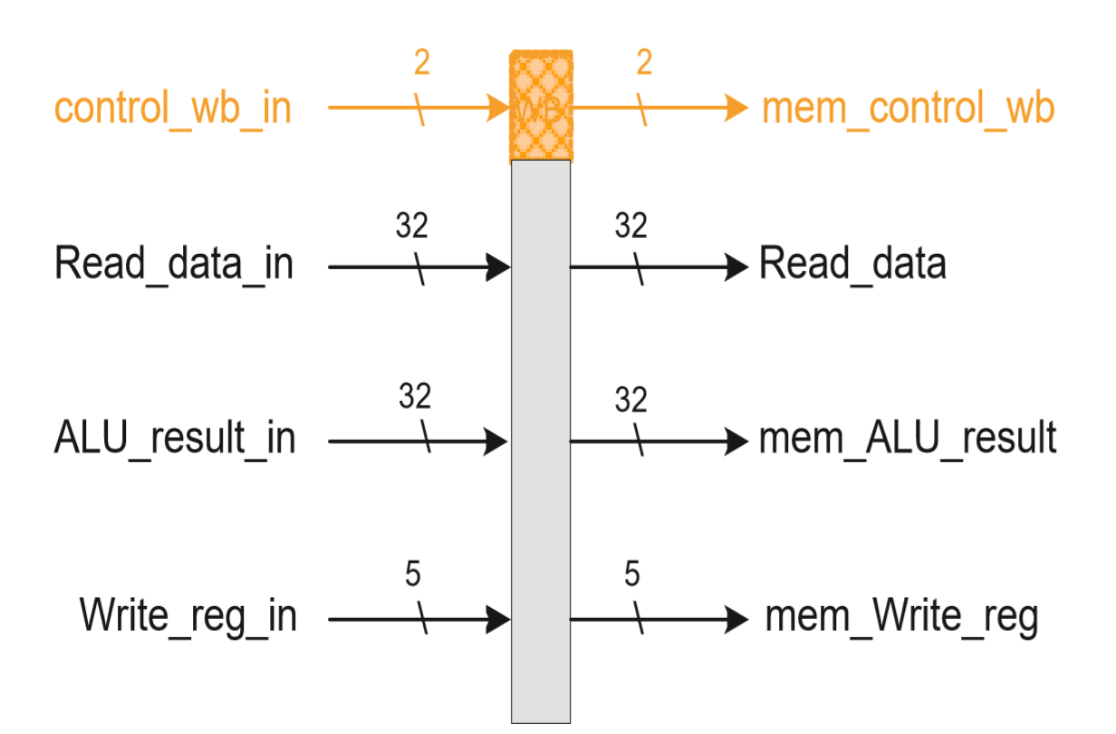 2 2
control_wb_in WB mem_control_wb
32 32
Read_data_in Read_data
32 32
ALU_result_in mem_ALU_result
5 5
Write_reg_in mem_Write_reg